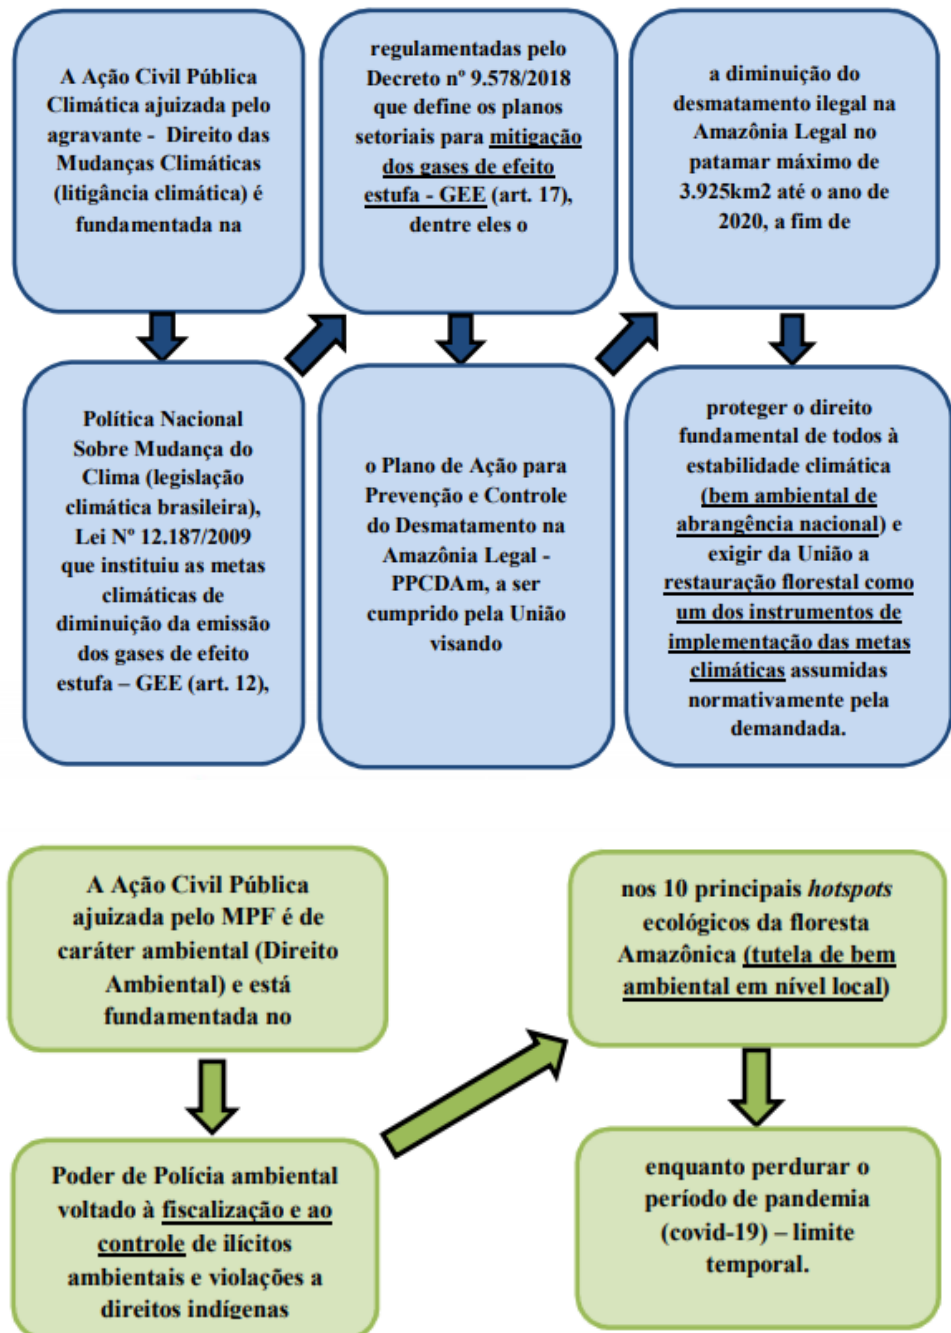 A Ação Civil Pública
Climática ajuizada pelo
agravante - Direito das
Mudanças Climáticas
(litigância climática) é
fundamentada na
Política Nacional
Sobre Mudança do
Clima (legislação
climática brasileira),
Lei Nº 12.187/2009
que instituiu as metas
climáticas de
diminuição da emissão
dos gases de efeito
estufa – GEE (art. 12),
regulamentadas pelo
Decreto nº 9.578/2018
que define os planos
setoriais para mitigação
dos gases de efeito
estufa - GEE (art. 17),
dentre eles o
o Plano de Ação para
Prevenção e Controle
do Desmatamento na
Amazônia Legal -
PPCDAm, a ser
cumprido pela União
visando
a diminuição do
desmatamento ilegal na
Amazônia Legal no
patamar máximo de
3.925km2 até o ano de
2020, a fim de
proteger o direito
fundamental de todos à
estabilidade climática
(bem ambiental de
abrangência nacional) e
exigir da União a
restauração florestal como
um dos instrumentos de
implementação das metas
climáticas assumidas
normativamente pela
demandada.
A Ação Civil Pública
ajuizada pelo MPF é de
caráter ambiental (Direito
Ambiental) e está
fundamentada no
Poder de Polícia ambiental
voltado à fiscalização e ao
controle de ilícitos
ambientais e violações a
direitos indígenas
nos 10 principais hotspots
ecológicos da floresta
Amazônica (tutela de bem
ambiental em nível local)
enquanto perdurar o
período de pandemia
(covid-19) – limite
temporal.